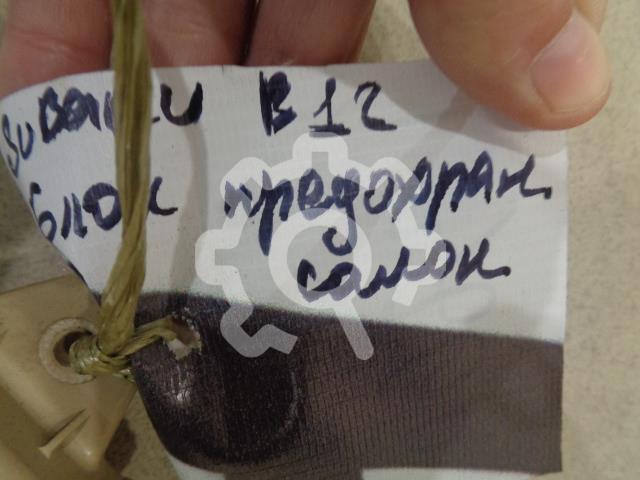 Subaru B12
Блок предохран
салон